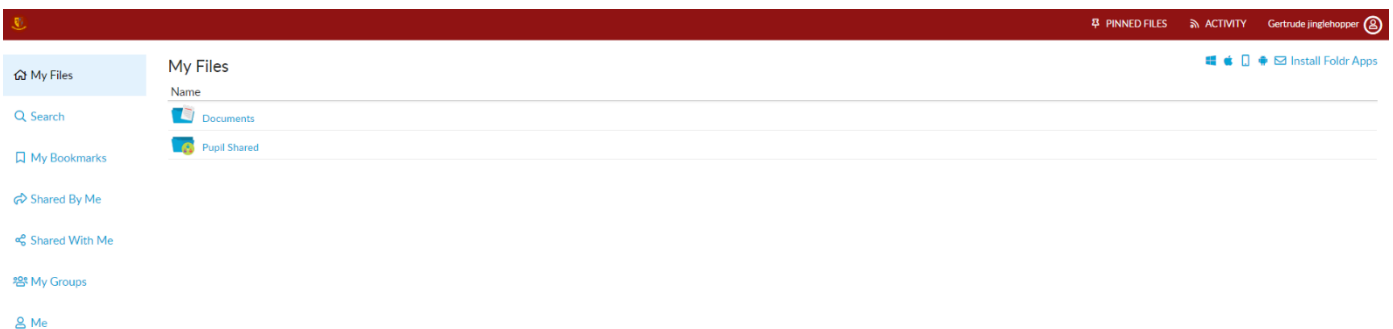 PINNED FILES ACTIVITY Gertrude jinglehopper
My Files
Search
My Bookmarks
Shared By Me
Shared With Me
My Groups
Me
My Files
Install Foldr Apps
Name
Documents
Pupil Shared